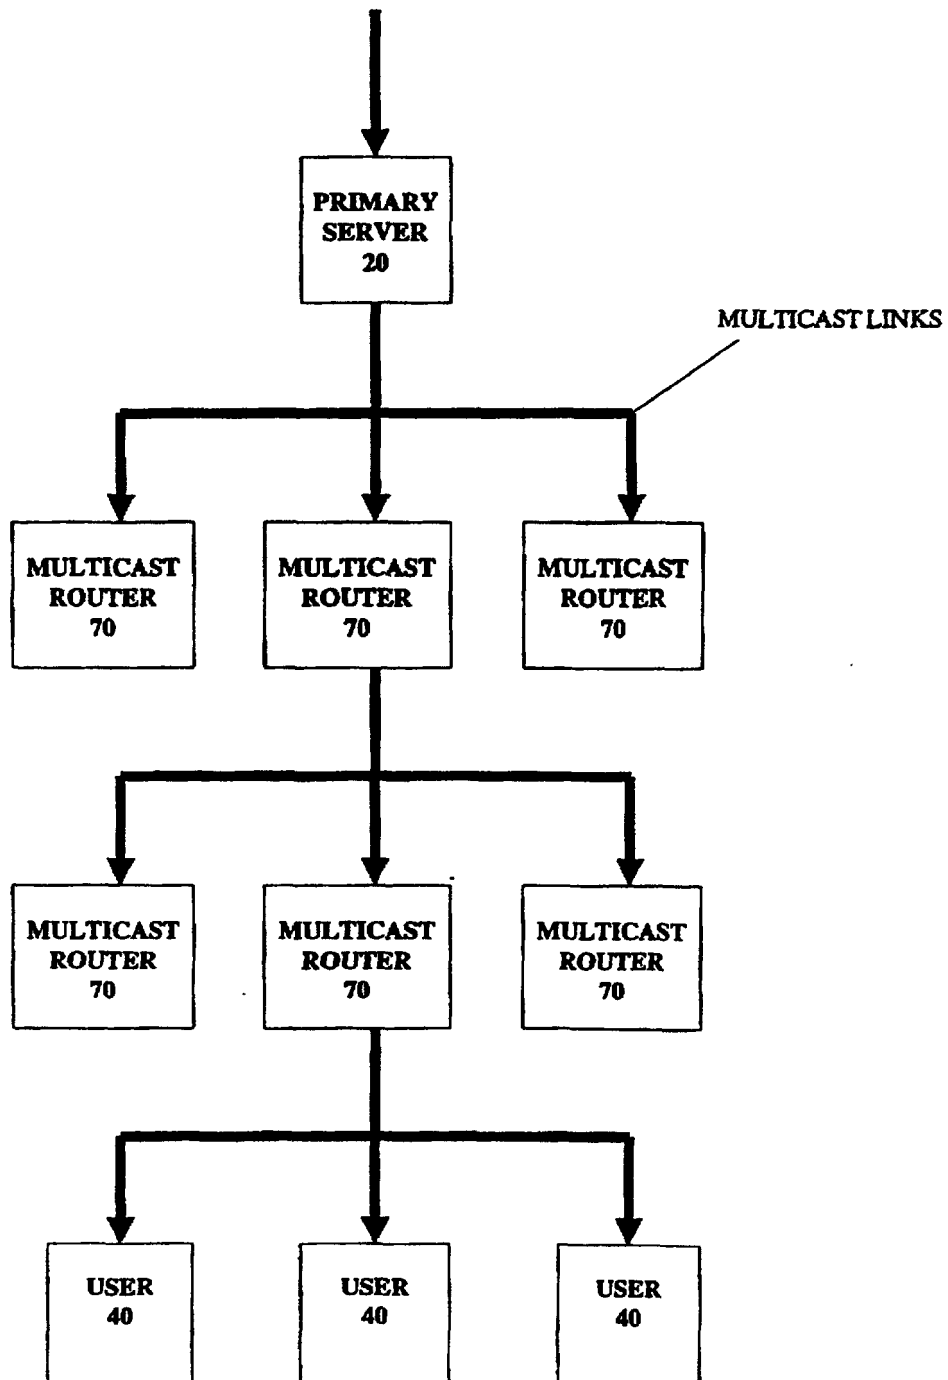 PRIMARY
SERVER
20
MULTICAST LINKS
MULTICAST
ROUTER
70
MULTICAST
ROUTER
70
MULTICAST
ROUTER
70
MULTICAST
ROUTER
70
MULTICAST
ROUTER
70
MULTICAST
ROUTER
70
USER
40
USER
40
USER
40